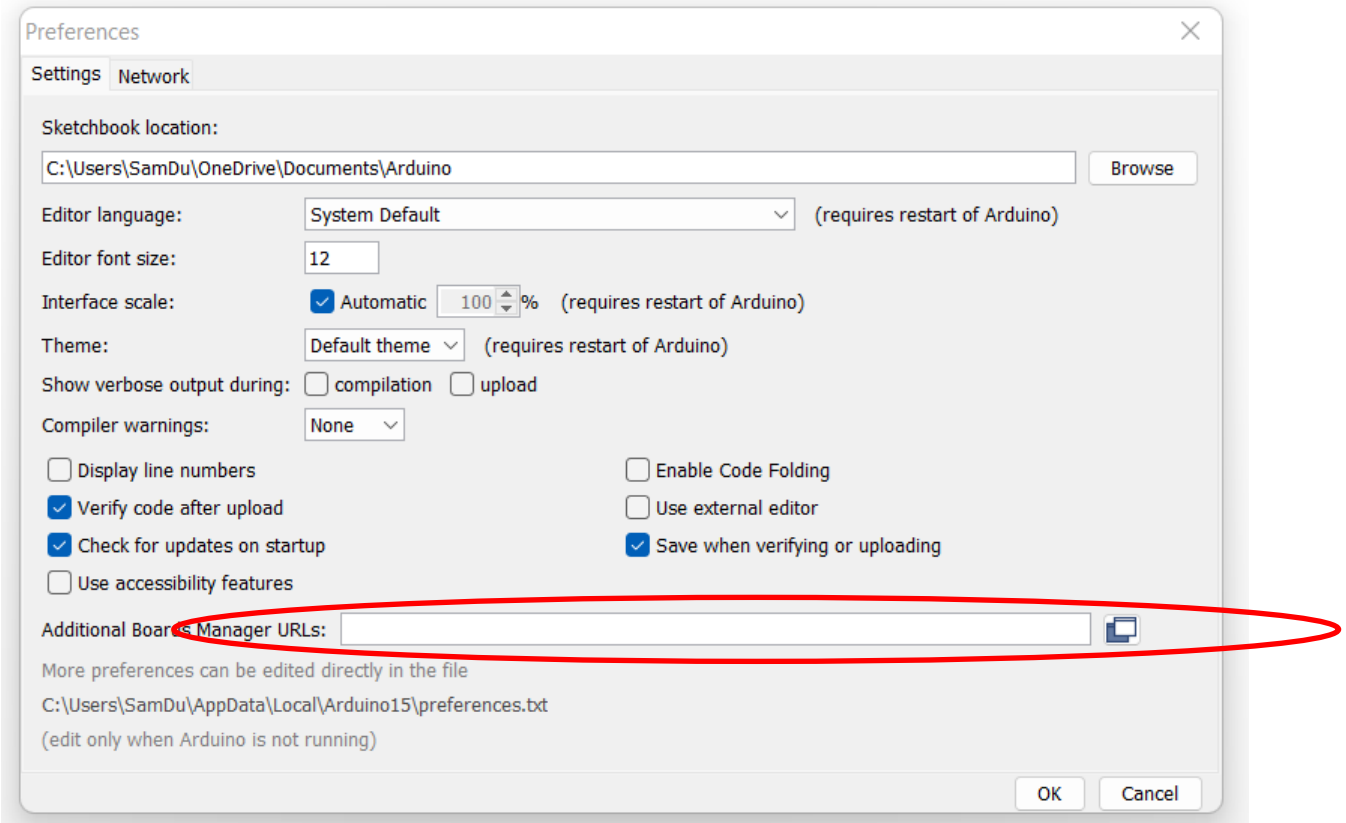 Preferences
Settings Network
Sketchbook location:
C:\Users\SamDu\OneDrive\Documents\Arduino Browse
Editor language: System Default (requires restart of Arduino)
Editor font size: 12
Interface scale: Automatic 100 % (requires restart of Arduino)
Theme: Default theme (requires restart of Arduino)
Show verbose output during: compilation upload
Compiler warnings: None
Display line numbers Enable Code Folding
Verify code after upload Use external editor
Check for updates on startup Save when verifying or uploading
Use accessibility features
Additional Boards Manager URLs:
More preferences can be edited directly in the file
C:\Users\SamDu\AppData\Local\Arduino15\preferences.txt
(edit only when Arduino is not running)
OK Cancel